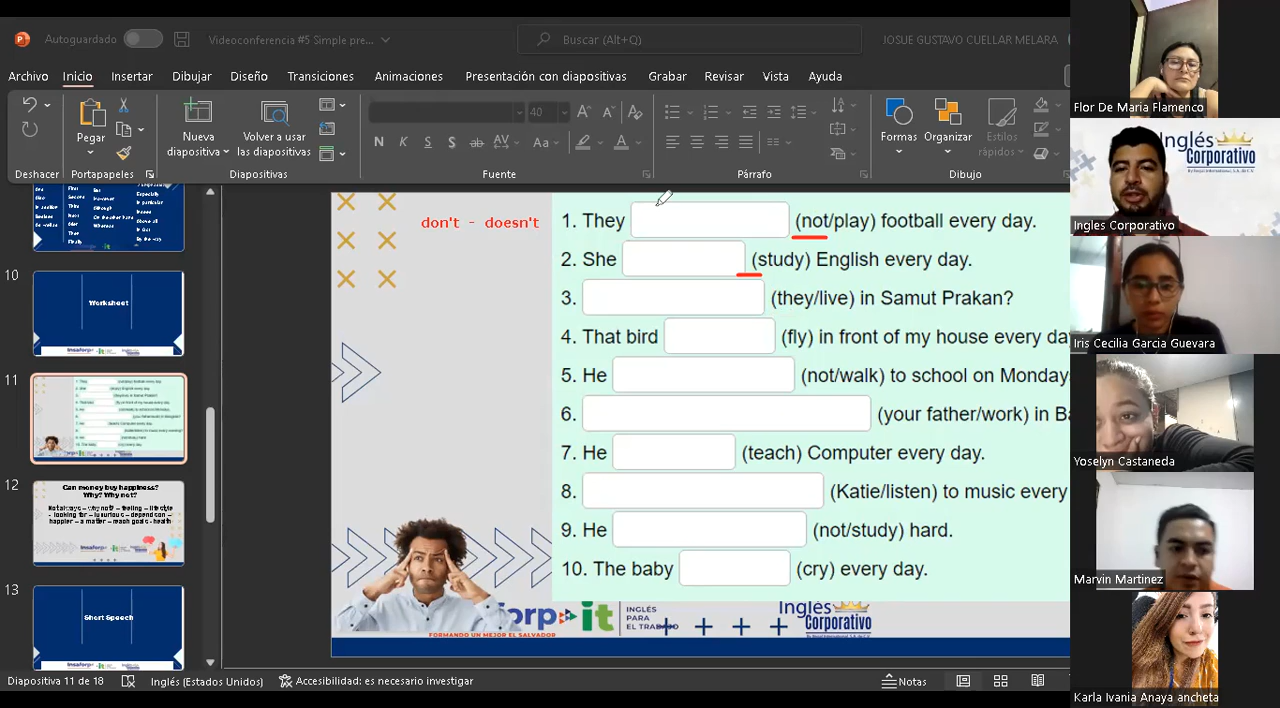 Autoguardado
Videoconferencia #5 Simple pre...
Buscar (Alt+Q)
JOSUE GUSTAVO CUELLAR MELARA
Archivo Inicio Insertar Dibujar Diseño Transiciones Animaciones Presentación con diapositivas Grabar Revisar Vista Ayuda
Pegar
Nueva diapositiva
Volver a usar las diapositivas
40
N K S S ab AV Aa A
Formas
Organizar
Estilos rápidos
Deshacer
Portapapeles
Diapositivas
Fuente
Párrafo
Dibujo
10
Worksheet
11
12
Can money buy happiness?
Why? Why not?
13
Short Speech
don't - doesn't
1. They (not/play) football every day.
2. She (study) English every day.
3. (they/live) in Samut Prakan?
4. That bird (fly) in front of my house every da
5. He (not/walk) to school on Monday
6. (your father/work) in Ba
7. He (teach) Computer every day.
8. (Katie/listen) to music every
9. He (not/study) hard.
10. The baby (cry) every day.
orp it
FORMANDO UN MEJOR EL SALVADOR
INGLÉS
PARA EL TRABAJO
Inglés
Corporativo
Diapositiva 11 de 18
Inglés (Estados Unidos)
Accesibilidad: es necesario investigar
Notas
Flor De Maria Flamenco
Inglés
Corporativo
Ingles Corporativo
Iris Cecilia Garcia Guevara
Yoselyn Castaneda
Marvin Martinez
Karla Ivania Anaya ancheta